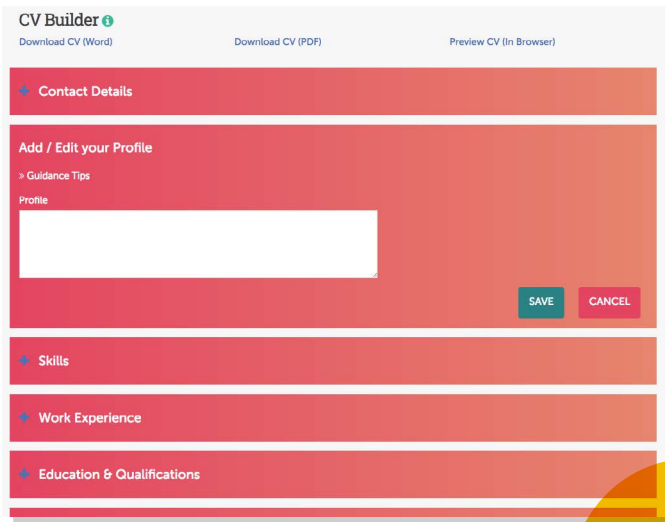 CV Builder
Download CV (Word) Download CV (PDF) Preview CV (In Browser)
Contact Details
Add / Edit your Profile
» Guidance Tips
Profile
SAVE CANCEL
Skills
Work Experience
Education & Qualifications